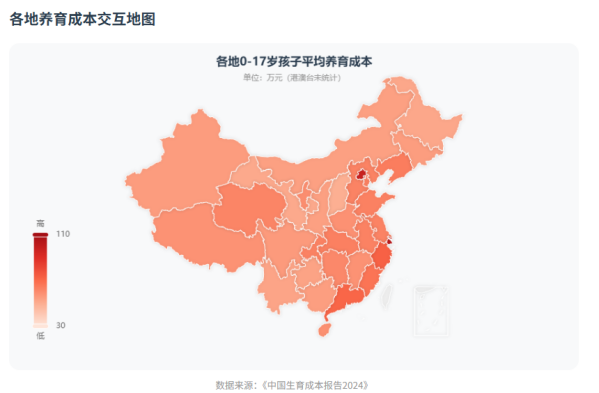 各地养育成本交互地图
各地0-17岁孩子平均养育成本
单位：万元（港澳台未统计）
高
110
30
低
数据来源：《中国生育成本报告2024》